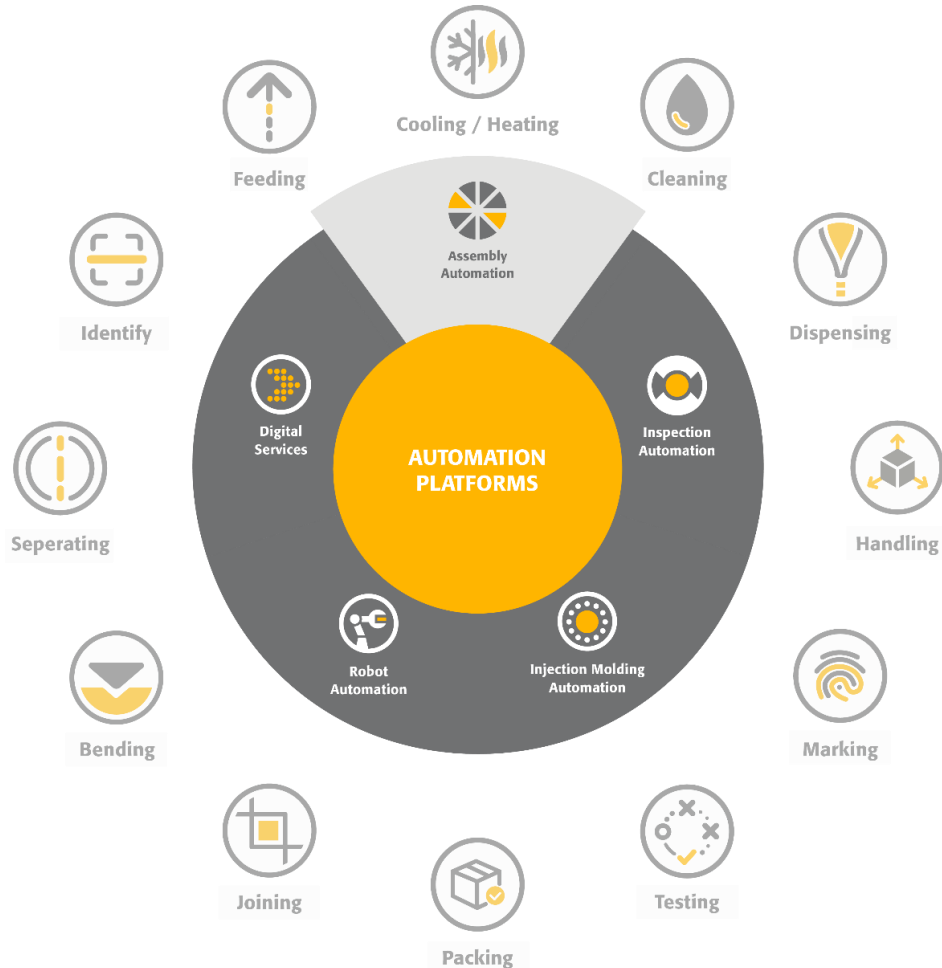 Cooling / Heating
Feeding
Cleaning
Assembly
Automation
Identify
Dispensing
Digital
Services
Inspection
Automation
AUTOMATION
PLATFORMS
Seperating
Handling
Robot
Automation
Injection Molding
Automation
Bending
Marking
Joining
Testing
Packing